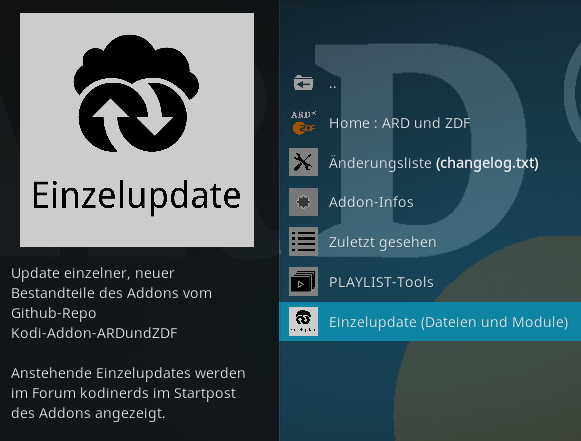 Einzelupdate
Update einzelner, neuer
Bestandteile des Addons vom
Github-Repo
Kodi-Addon-ARDundZDF
Anstehende Einzelupdates werden
im Forum kodinerds im Startpost
des Addons angezeigt.
..
ARD
ZDF
Home : ARD und ZDF
Änderungsliste (changelog.txt)
Addon-Infos
Zuletzt gesehen
PLAYLIST-Tools
Einzelupdate (Dateien und Module)